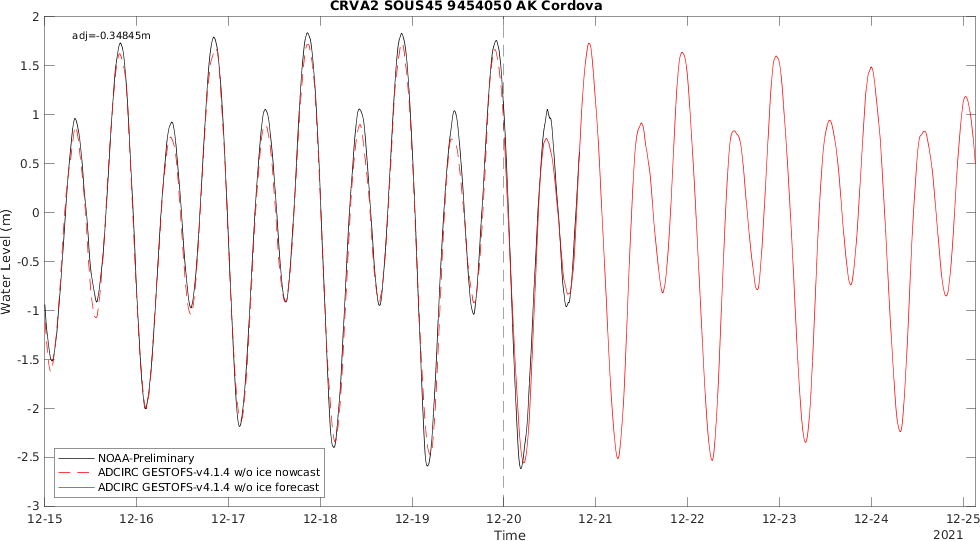 CRVA2 SOUS45 9454050 AK Cordova
adj=-0.34845m
2
1.5
1
0.5
0
-0.5
-1
-1.5
-2
-2.5
-3
Water Level (m)
NOAA-Preliminary
ADCIRC GESTOFS-v4.1.4 w/o ice nowcast
ADCIRC GESTOFS-v4.1.4 w/o ice forecast
12-15 12-16 12-17 12-18 12-19 12-20 12-21 12-22 12-23 12-24 12-25
Time
2021